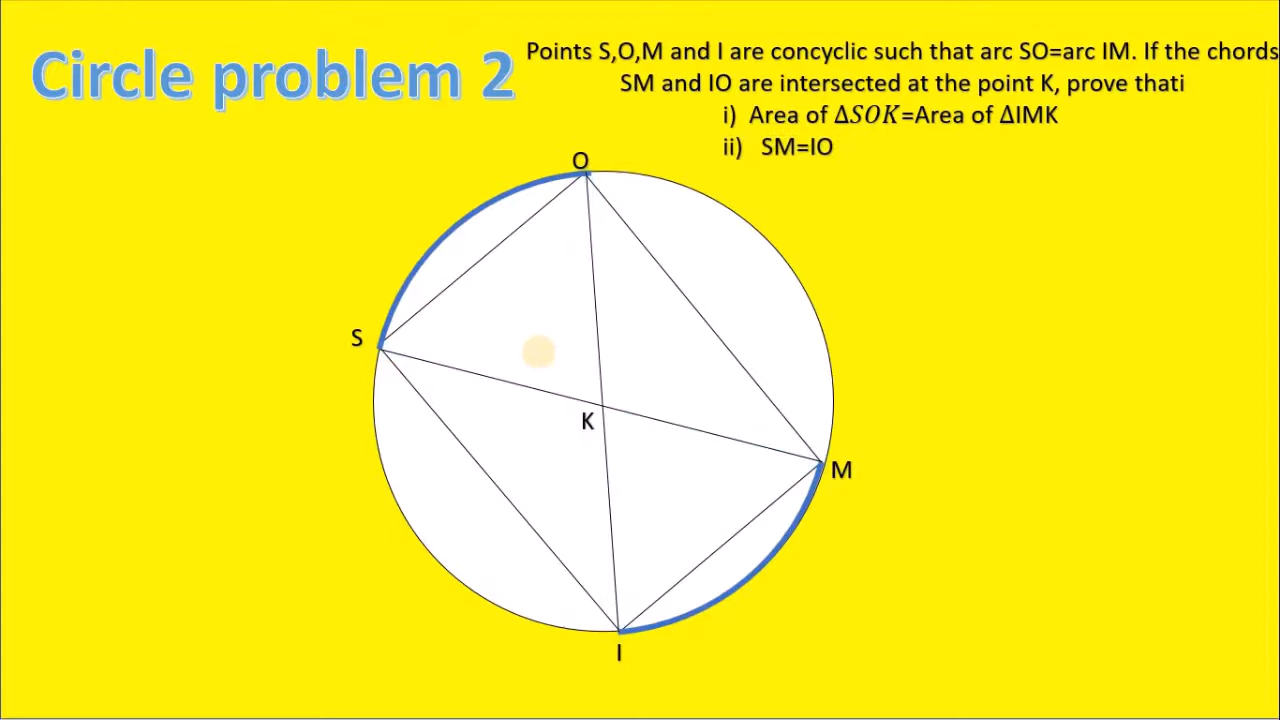 Circle problem 2
Points S,O,M and I are concyclic such that arc SO=arc IM. If the chords
SM and IO are intersected at the point K, prove thati
i) Area of Δ𝑆𝑂𝐾=Area of ΔIMK
ii) SM=IO
O
S
K
M
I